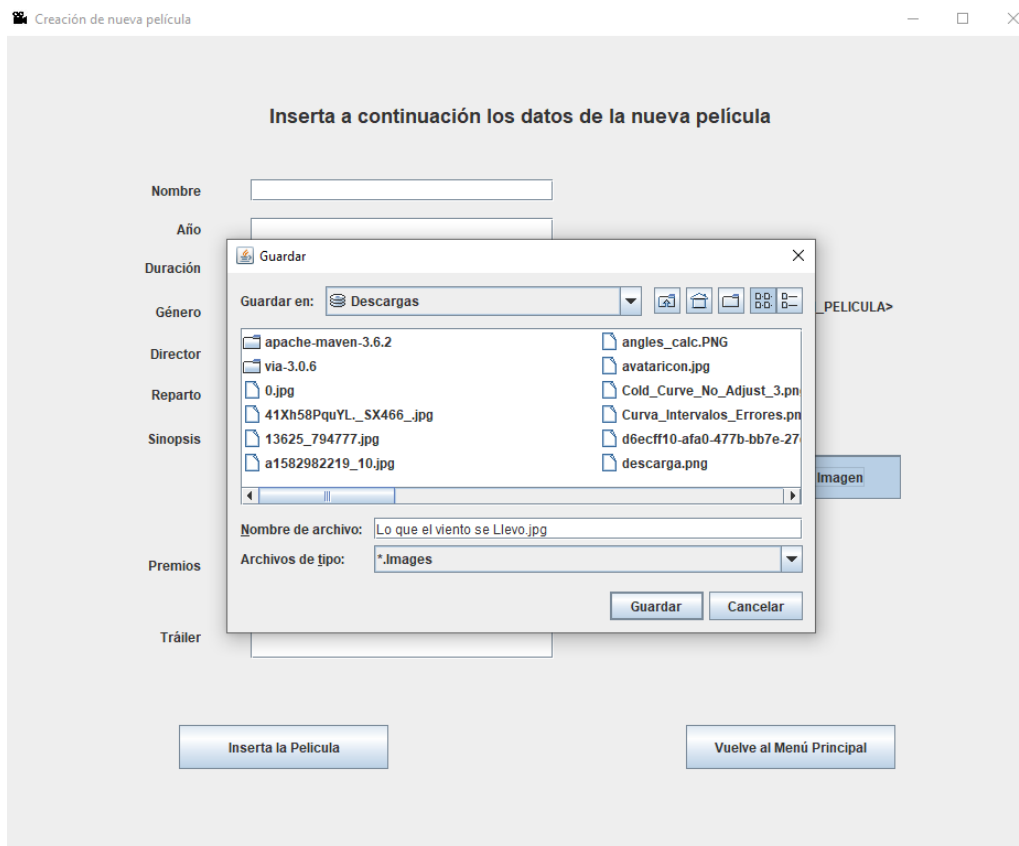 Creación de nueva película
Inserta a continuación los datos de la nueva película
Nombre
Año
Guardar
Duración
Guardar en: Descargas
Género
_PELICULA>
apache-maven-3.6.2
angles_calc.PNG
Director
via-3.0.6
avataricon.jpg
Reparto
0.jpg
Cold_Curve_No_Adjust_3.pn
41Xh58PquYL._SX466_.jpg
Curva_Intervalos_Errores.pn
Sinopsis
13625_794777.jpg
d6ecff10-afa0-477b-bb7e-27
a1582982219_10.jpg
descarga.png
Imagen
Nombre de archivo: Lo que el viento se Llevo.jpg
Archivos de tipo: *.Images
Premios
Guardar Cancelar
Tráiler
Inserta la Pelicula
Vuelve al Menú Principal